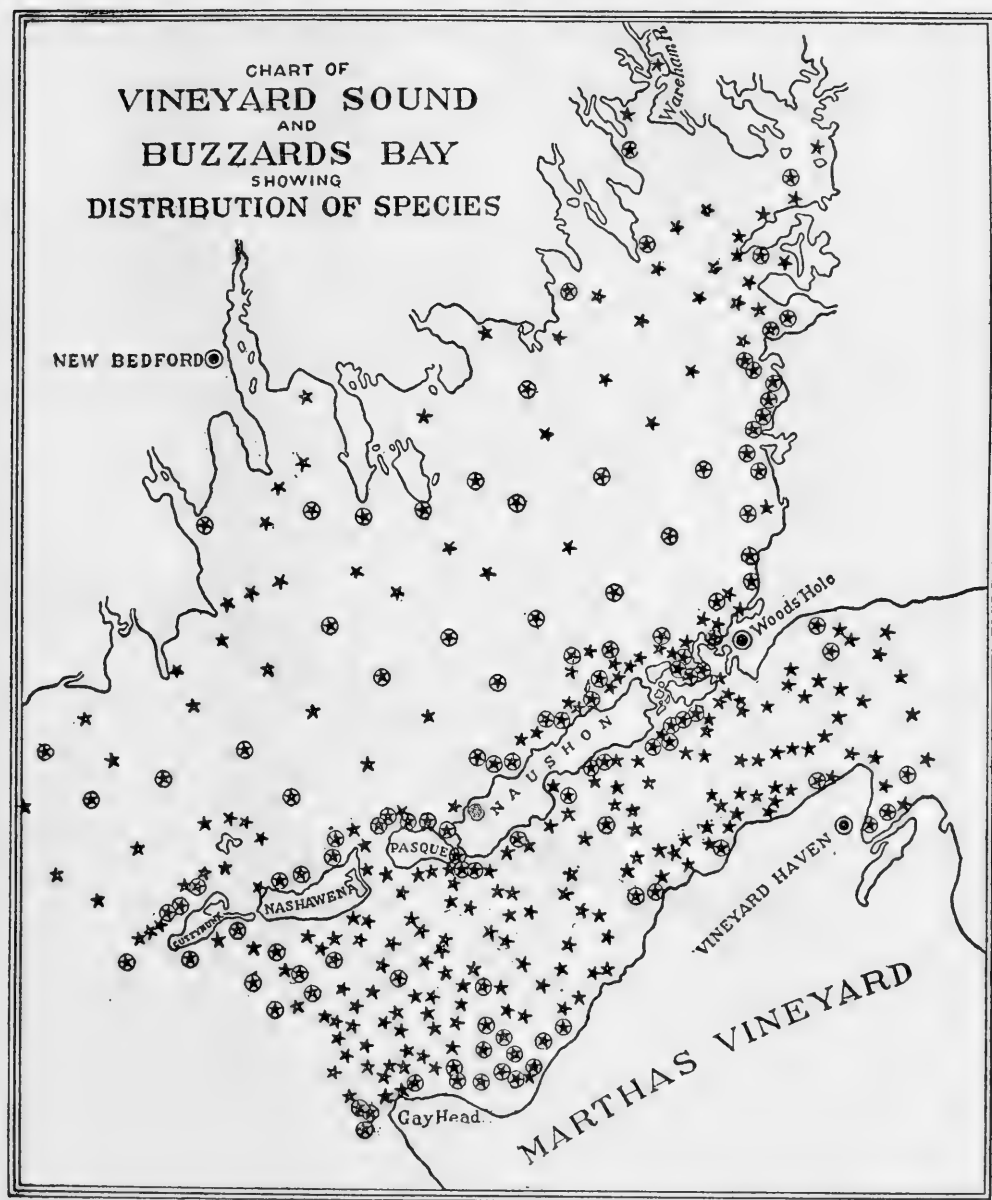 CHART OF
VINEYARD SOUND
AND
BUZZARDS BAY
SHOWING
DISTRIBUTION OF SPECIES
Wareham R.
NEW BEDFORD
Woods Hole
NAUSHON
PASQUE
NASHAWENA
CUTTYHUNK
VINEYARD HAVEN
MARTHAS VINEYARD
Gay Head